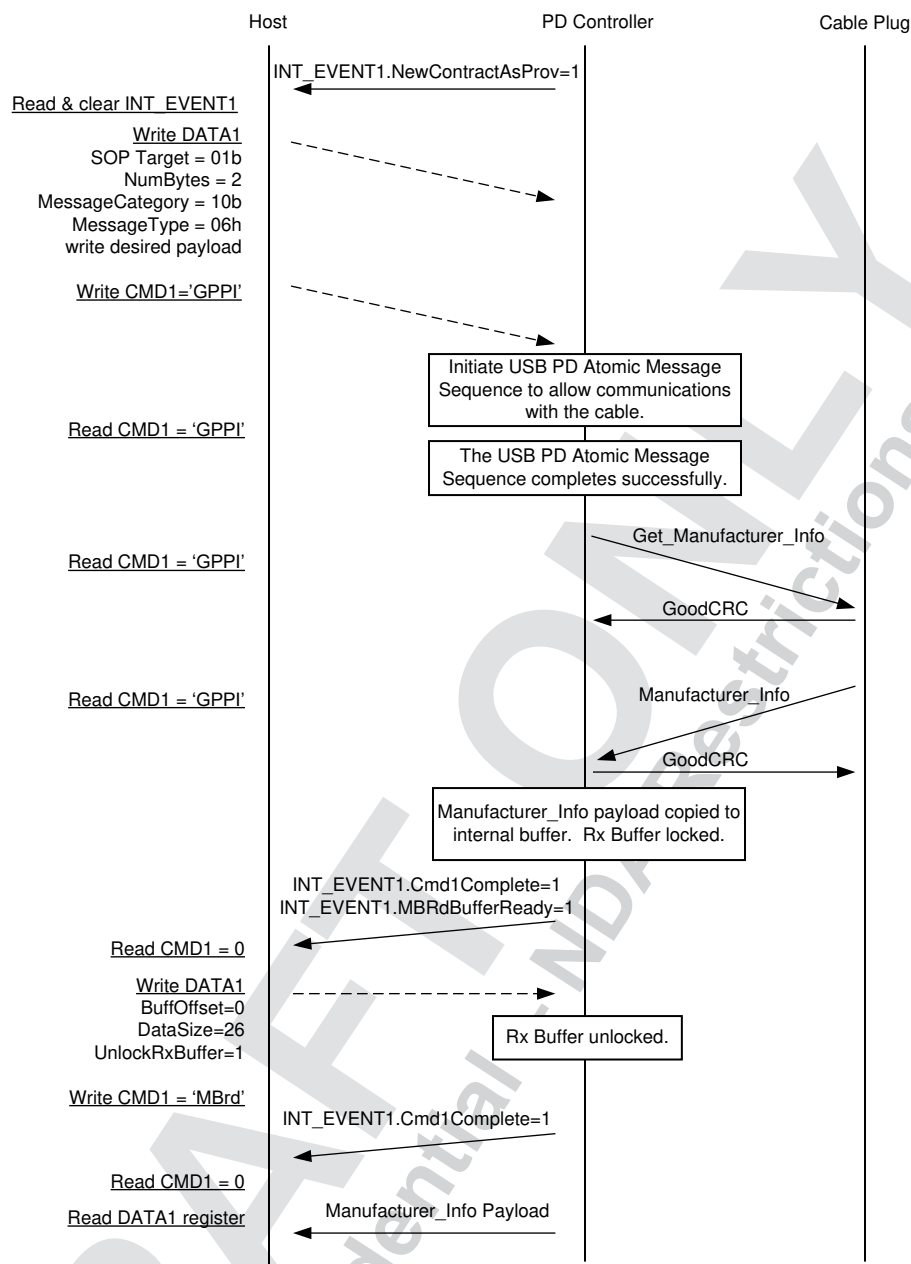 Host
PD Controller
Cable Plug
INT_EVENT1.NewContractAsProv=1
Read & clear INT_EVENT1
Write DATA1
SOP Target = 01b
NumBytes = 2
MessageCategory = 10b
MessageType = 06h
write desired payload
Write CMD1='GPPI'
Initiate USB PD Atomic Message
Sequence to allow communications
with the cable.
Read CMD1 = ‘GPPI’
The USB PD Atomic Message
Sequence completes successfully.
Get_Manufacturer_Info
Read CMD1 = ‘GPPI’
GoodCRC
Manufacturer_Info
Read CMD1 = ‘GPPI’
GoodCRC
Manufacturer_Info payload copied to
internal buffer. Rx Buffer locked.
INT_EVENT1.Cmd1Complete=1
INT_EVENT1.MBRdBufferReady=1
Read CMD1 = 0
Write DATA1
BuffOffset=0
DataSize=26
UnlockRxBuffer=1
Rx Buffer unlocked.
Write CMD1 = ‘MBrd’
INT_EVENT1.Cmd1Complete=1
Read CMD1 = 0
Read DATA1 register
Manufacturer_Info Payload
RAFT ONLY
dential - NDA Restrictions